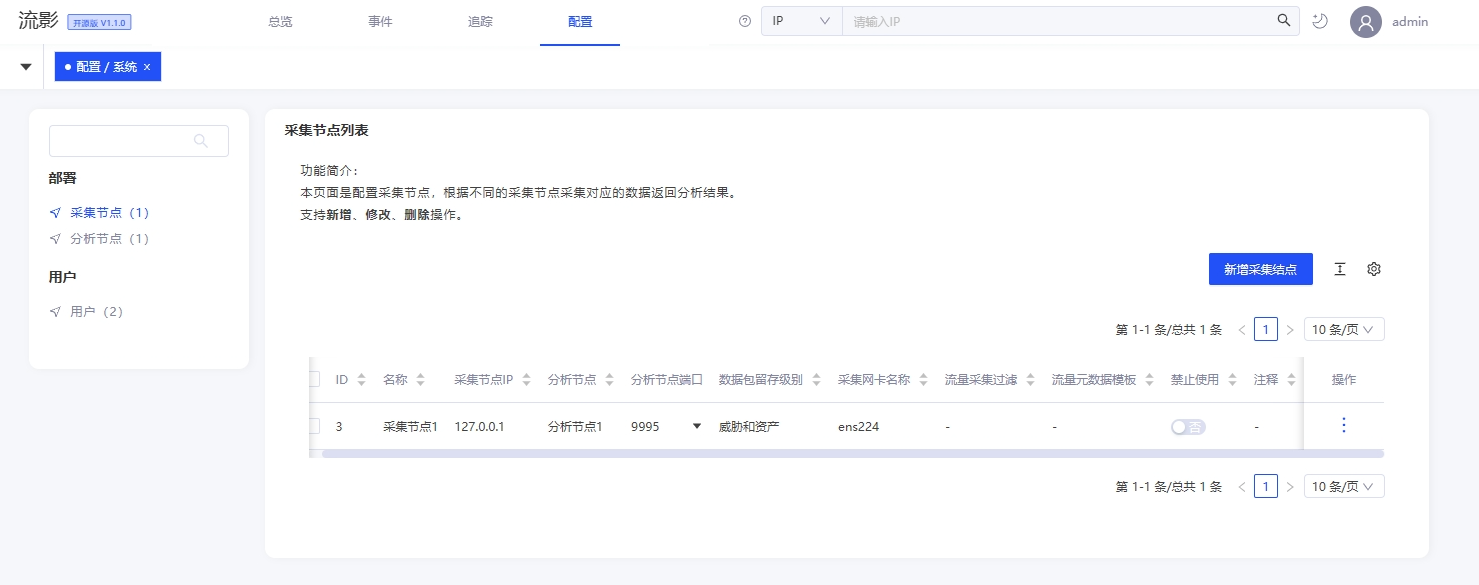 流影 开源版 V1.1.0 总览 事件 追踪 配置 IP 请输入IP admin
配置 / 系统 ×
部署
采集节点（1）
分析节点（1）
用户
用户（2）
采集节点列表
功能简介：
本页面是配置采集节点，根据不同的采集节点采集对应的数据返回分析结果。
支持新增、修改、删除操作。
新增采集结点
第 1-1 条/总共 1 条 < 1 > 10 条/页
ID 名称 采集节点IP 分析节点 分析节点端口 数据包留存级别 采集网卡名称 流量采集过滤 流量元数据模板 禁止使用 注释 操作
3 采集节点1 127.0.0.1 分析节点1 9995 威胁和资产 ens224 - - 否 -
第 1-1 条/总共 1 条 < 1 > 10 条/页